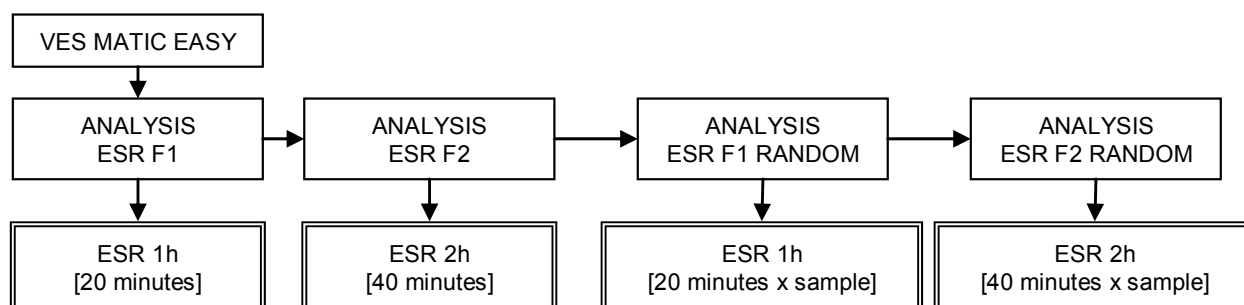 VES MATIC EASY
ANALYSIS
ESR F1
ANALYSIS
ESR F2
ANALYSIS
ESR F1 RANDOM
ANALYSIS
ESR F2 RANDOM
ESR 1h
[20 minutes]
ESR 2h
[40 minutes]
ESR 1h
[20 minutes x sample]
ESR 2h
[40 minutes x sample]